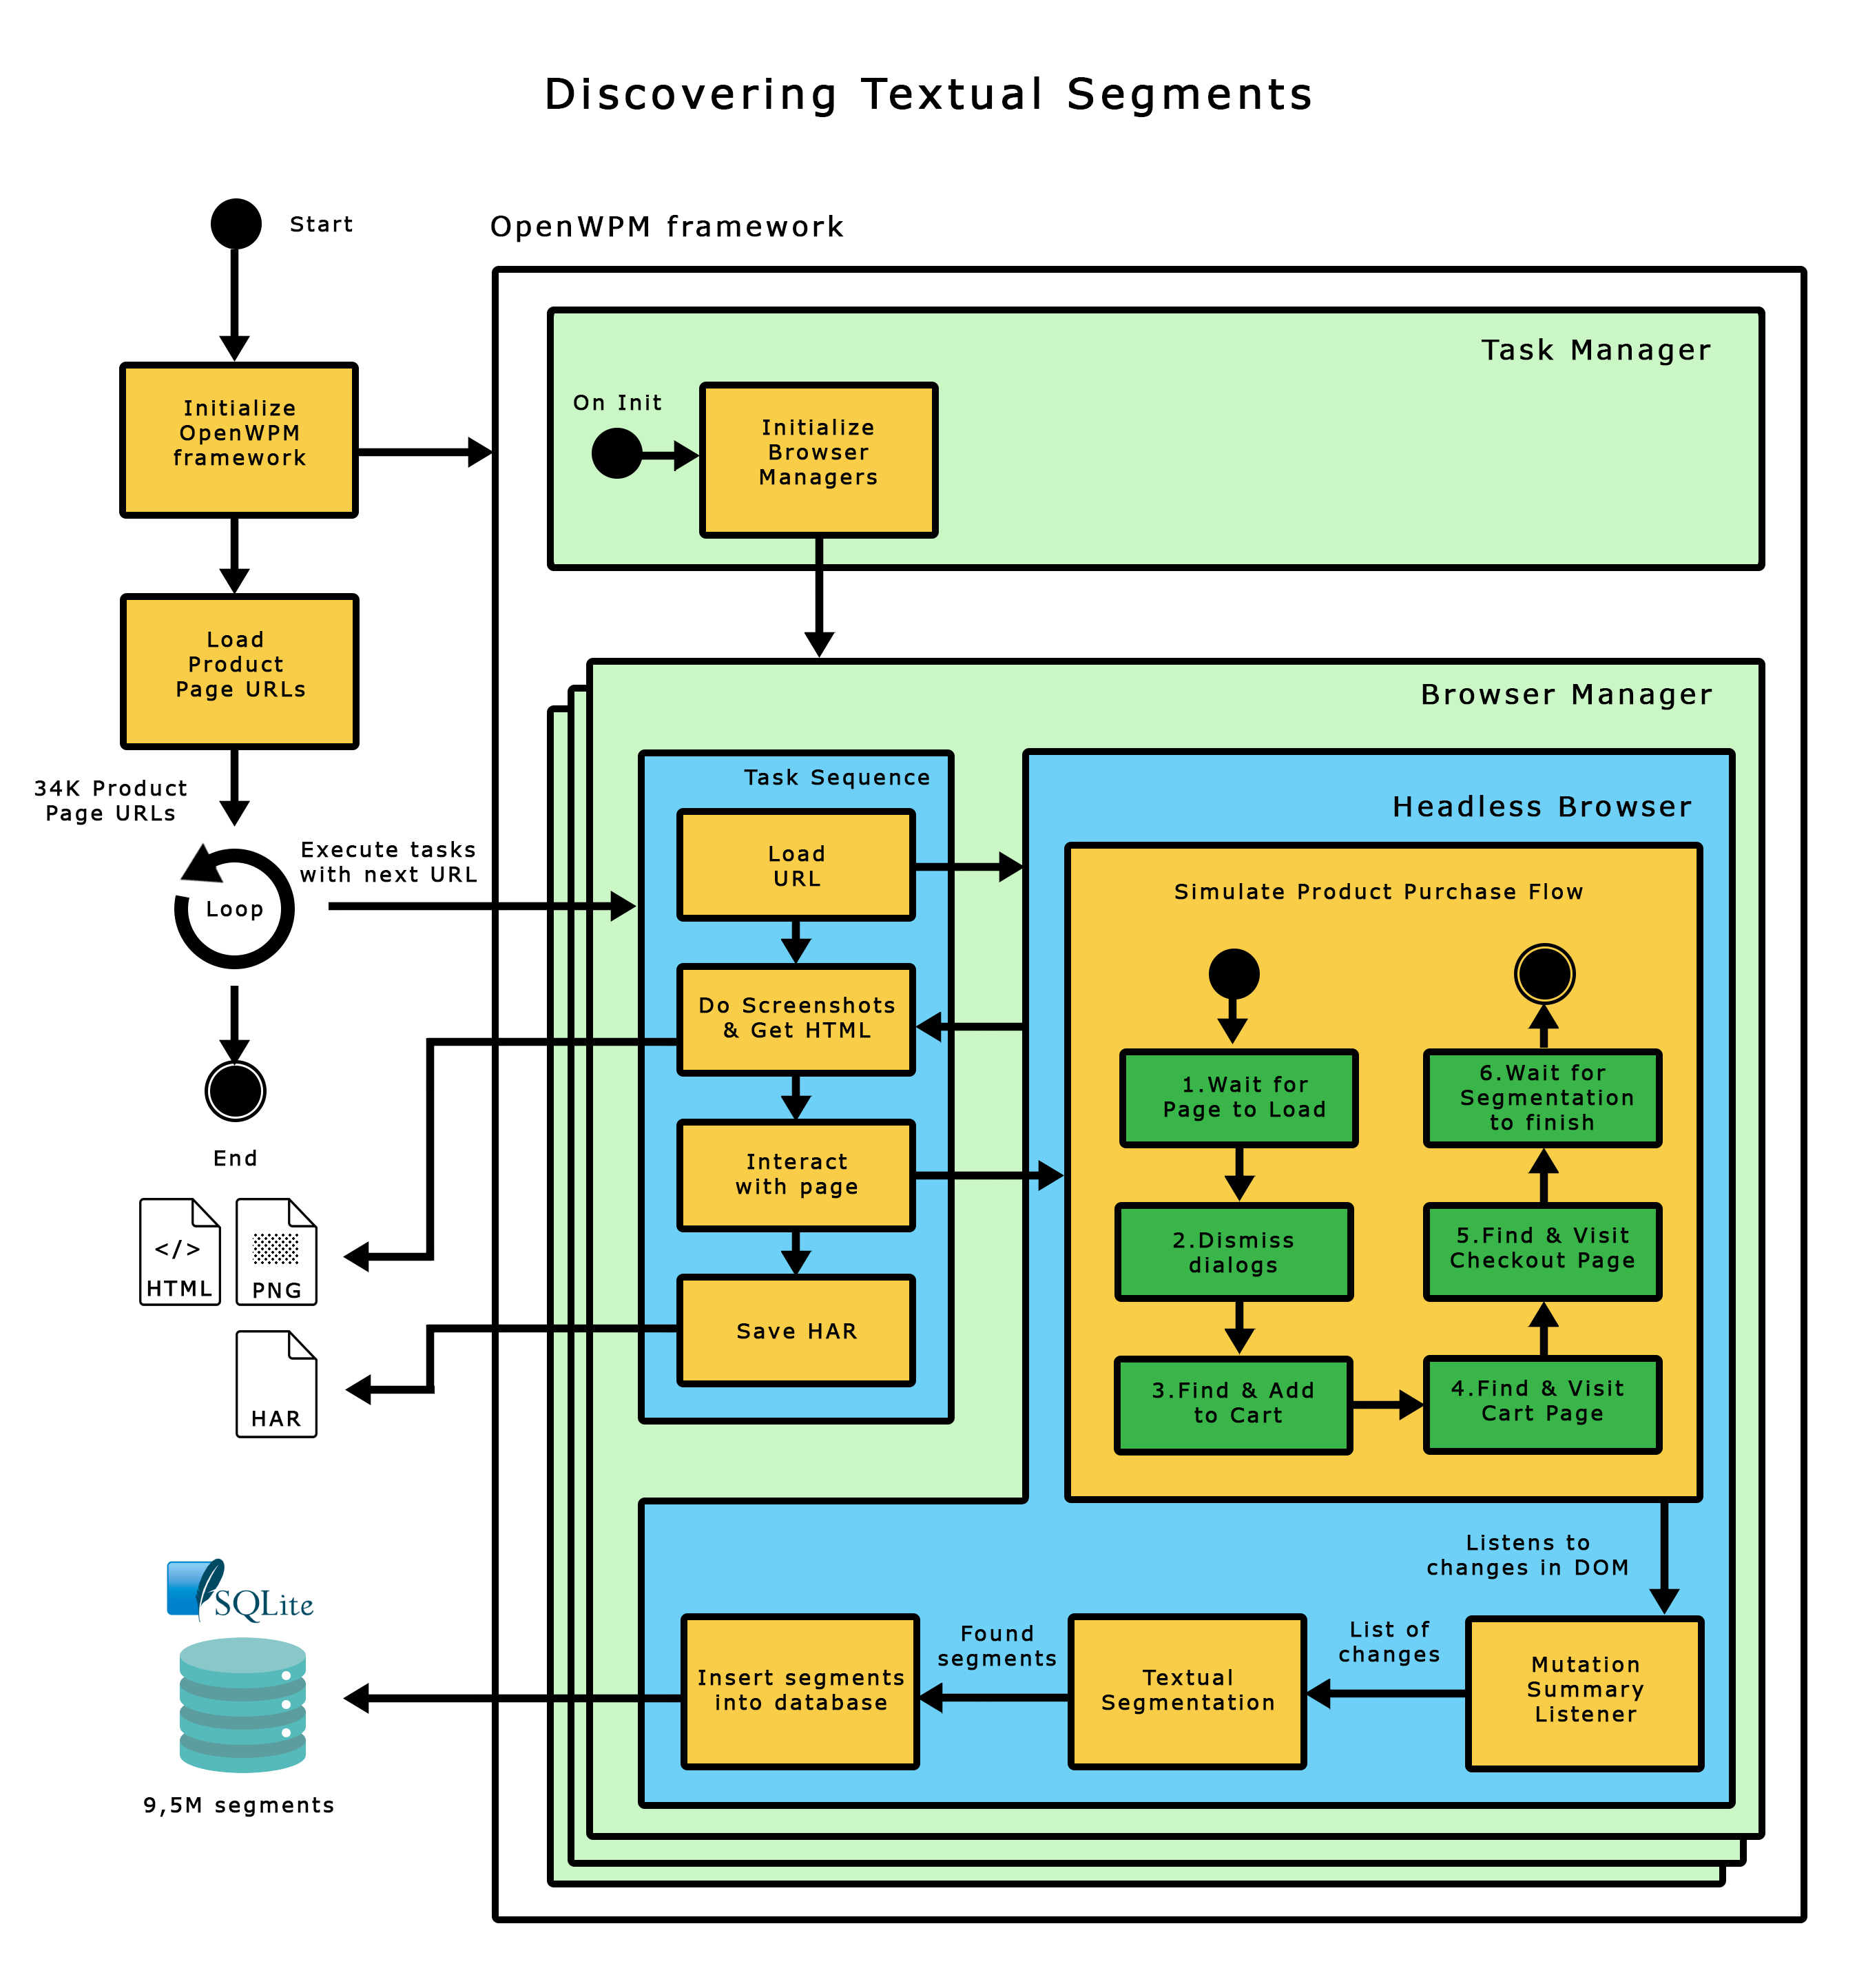 Discovering Textual Segments
Start
OpenWPM framework
Initialize
OpenWPM
framework
Task Manager
On Init
Initialize
Browser
Managers
Load
Product
Page URLs
34K Product
Page URLs
Loop
Execute tasks
with next URL
End
Browser Manager
Task Sequence
Load
URL
Do Screenshots
& Get HTML
Interact
with page
Save HAR
Headless Browser
Simulate Product Purchase Flow
1.Wait for
Page to Load
2.Dismiss
dialogs
3.Find & Add
to Cart
4.Find & Visit
Cart Page
5.Find & Visit
Checkout Page
6.Wait for
Segmentation
to finish
</>
HTML
PNG
HAR
Listens to
changes in DOM
Mutation
Summary
Listener
List of
changes
Textual
Segmentation
Found
segments
Insert segments
into database
SQLite
9,5M segments